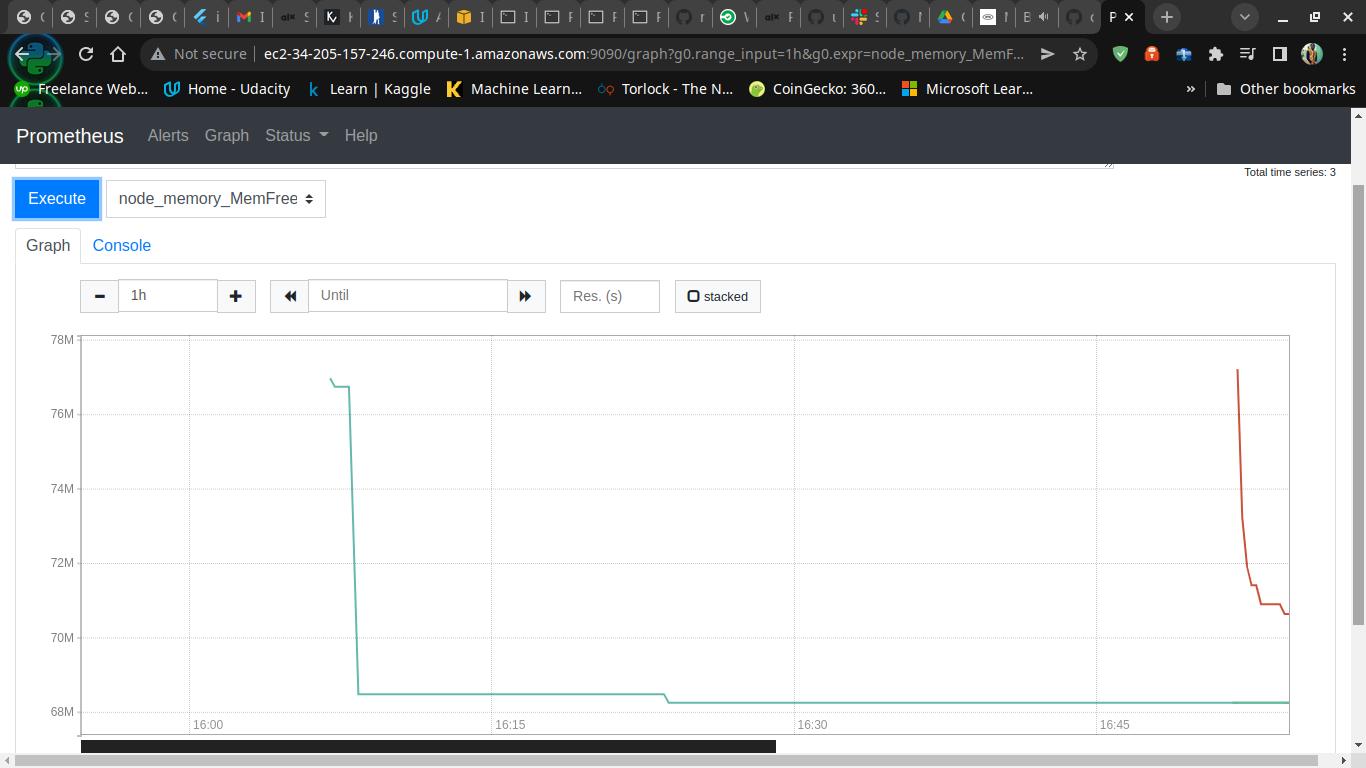 Not secure ec2-34-205-157-246.compute-1.amazonaws.com:9090/graph?g0.range_input=1h&g0.expr=node_memory_MemF...
Freelance Web... Home - Udacity Learn | Kaggle Machine Learn... Torlock - The N... CoinGecko: 360... Microsoft Lear... » Other bookmarks
Prometheus Alerts Graph Status Help
Total time series: 3
Execute node_memory_MemFree
Graph Console
1h Until Res. (s) stacked
78M
76M
74M
72M
70M
68M
16:00 16:15 16:30 16:45